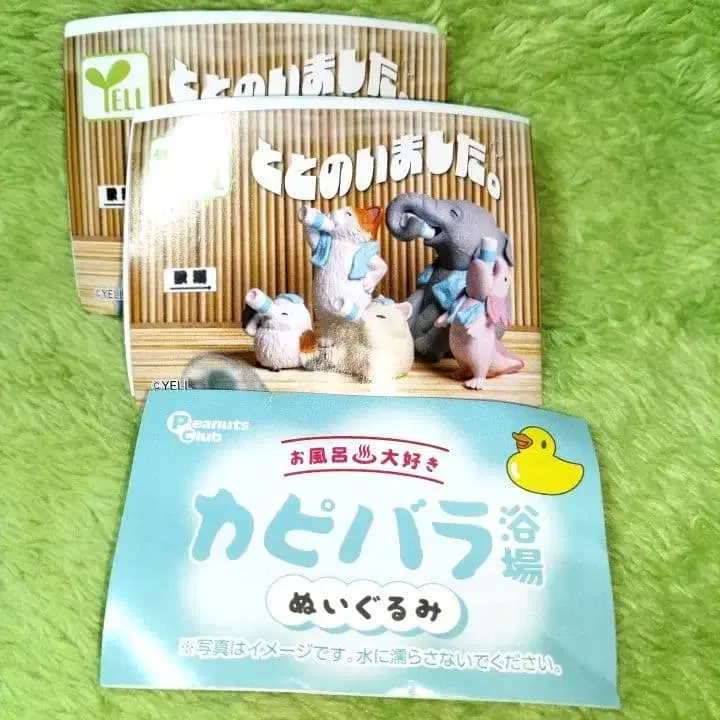 YELL
ととのいました。
ととのいました。
©YELL
©YELL
Peanuts
Club
お風呂♨大好き
カピバラ浴場
ぬいぐるみ
※写真はイメージです。水に濡らさないでください。